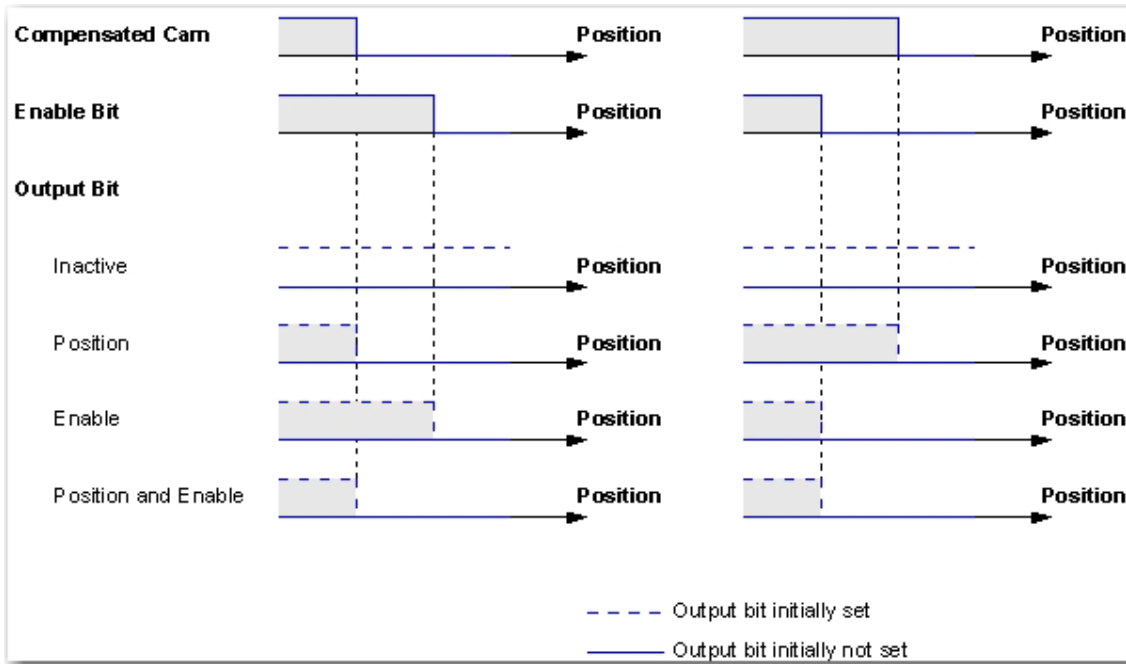 Compensated Cam Position Position
Enable Bit Position Position
Output Bit
Inactive Position Position
Position Position Position
Enable Position Position
Position and Enable Position Position
Output bit initially set
Output bit initially not set